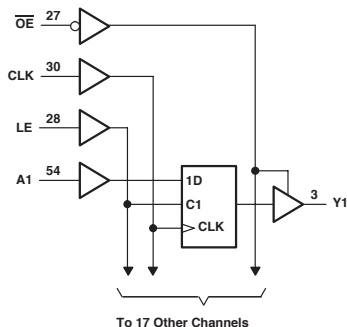 OE 27
CLK 30
LE 28
A1 54
1D
C1
CLK
3 Y1
To 17 Other Channels